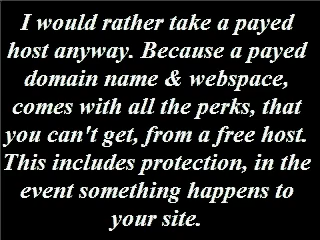 I would rather take a payed
host anyway. Because a payed
domain name & webspace,
comes with all the perks, that
you can't get, from a free host.
This includes protection, in the
event something happens to
your site.